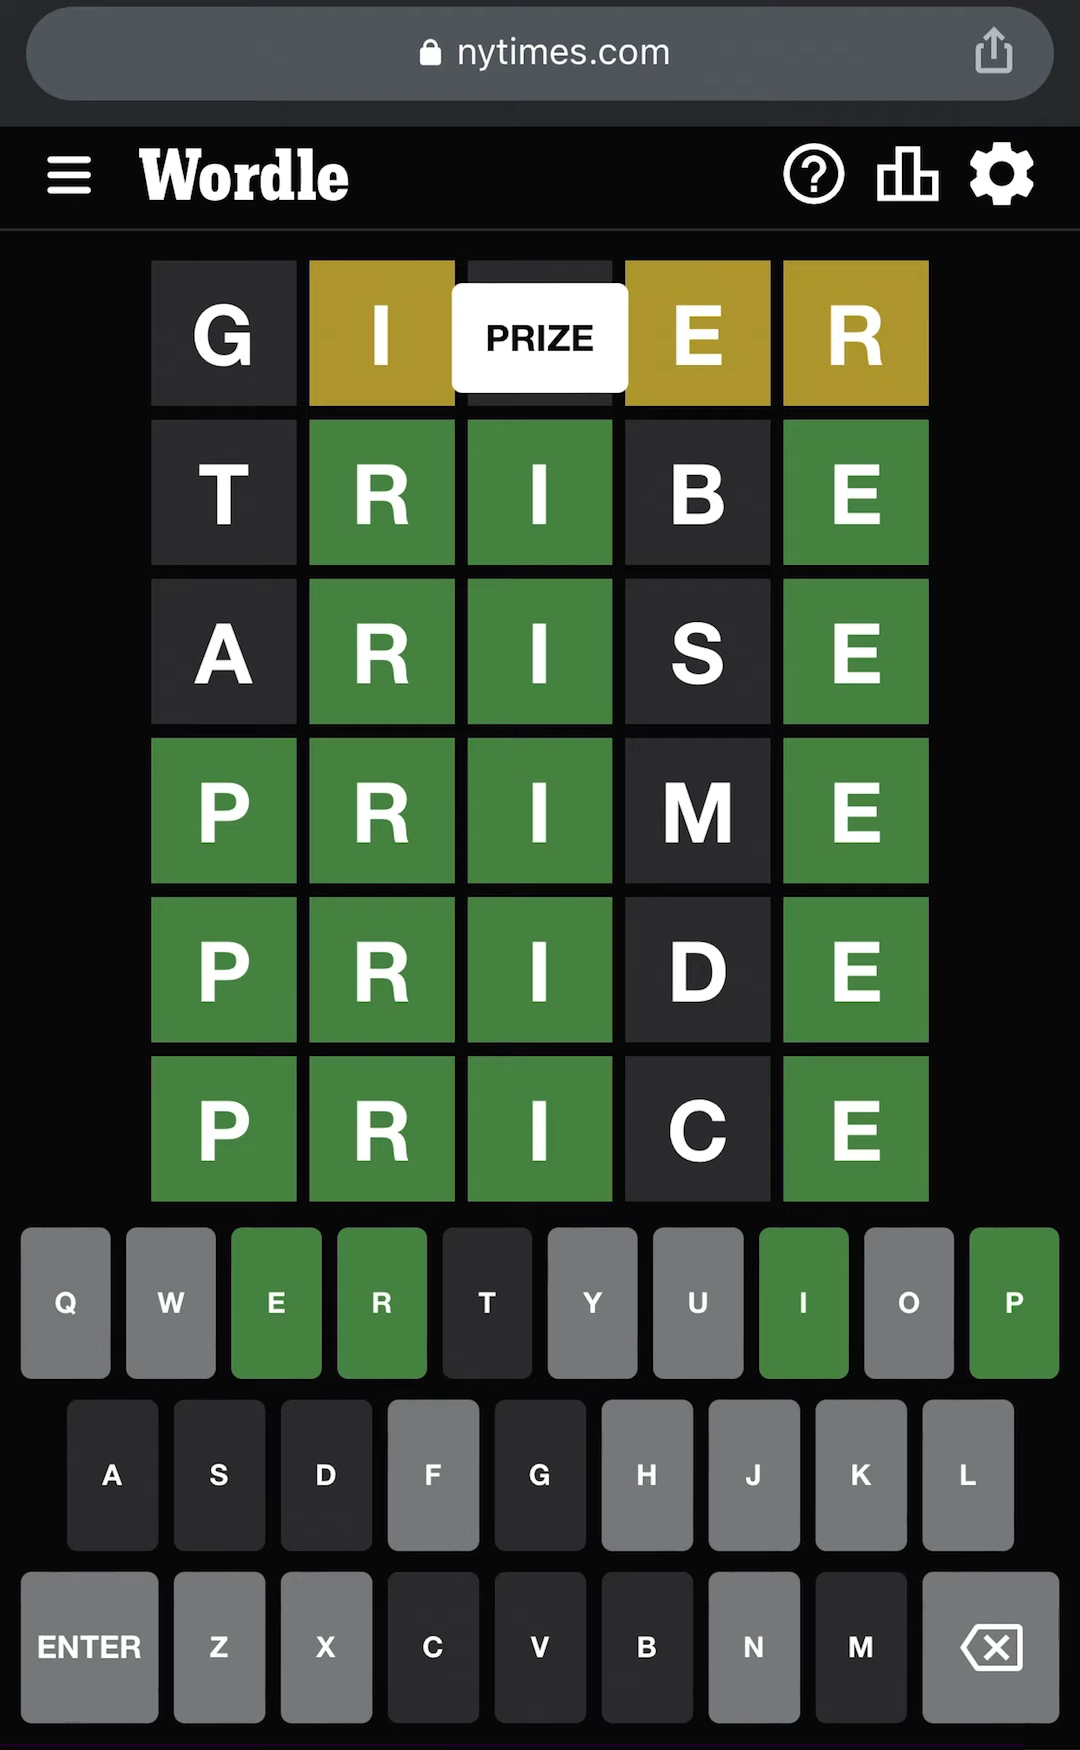 nytimes.com
Wordle
G I E R
PRIZE
T R I B E
A R I S E
P R I M E
P R I D E
P R I C E
Q W E R T Y U I O P
A S D F G H J K L
ENTER Z X C V B N M